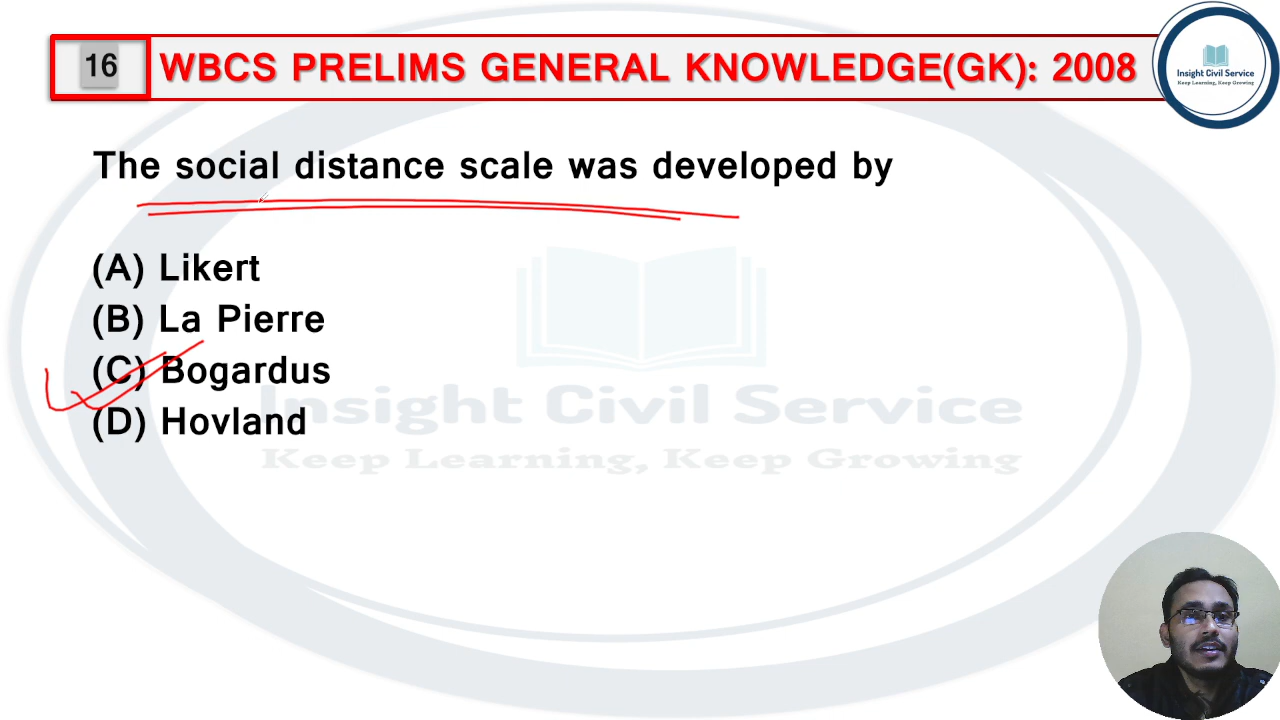 16
WBCS PRELIMS GENERAL KNOWLEDGE(GK): 2008
Insight Civil Service
Keep Learning, Keep Growing
The social distance scale was developed by
(A) Likert
(B) La Pierre
(C) Bogardus
(D) Hovland
Insight Civil Service
Keep Learning, Keep Growing